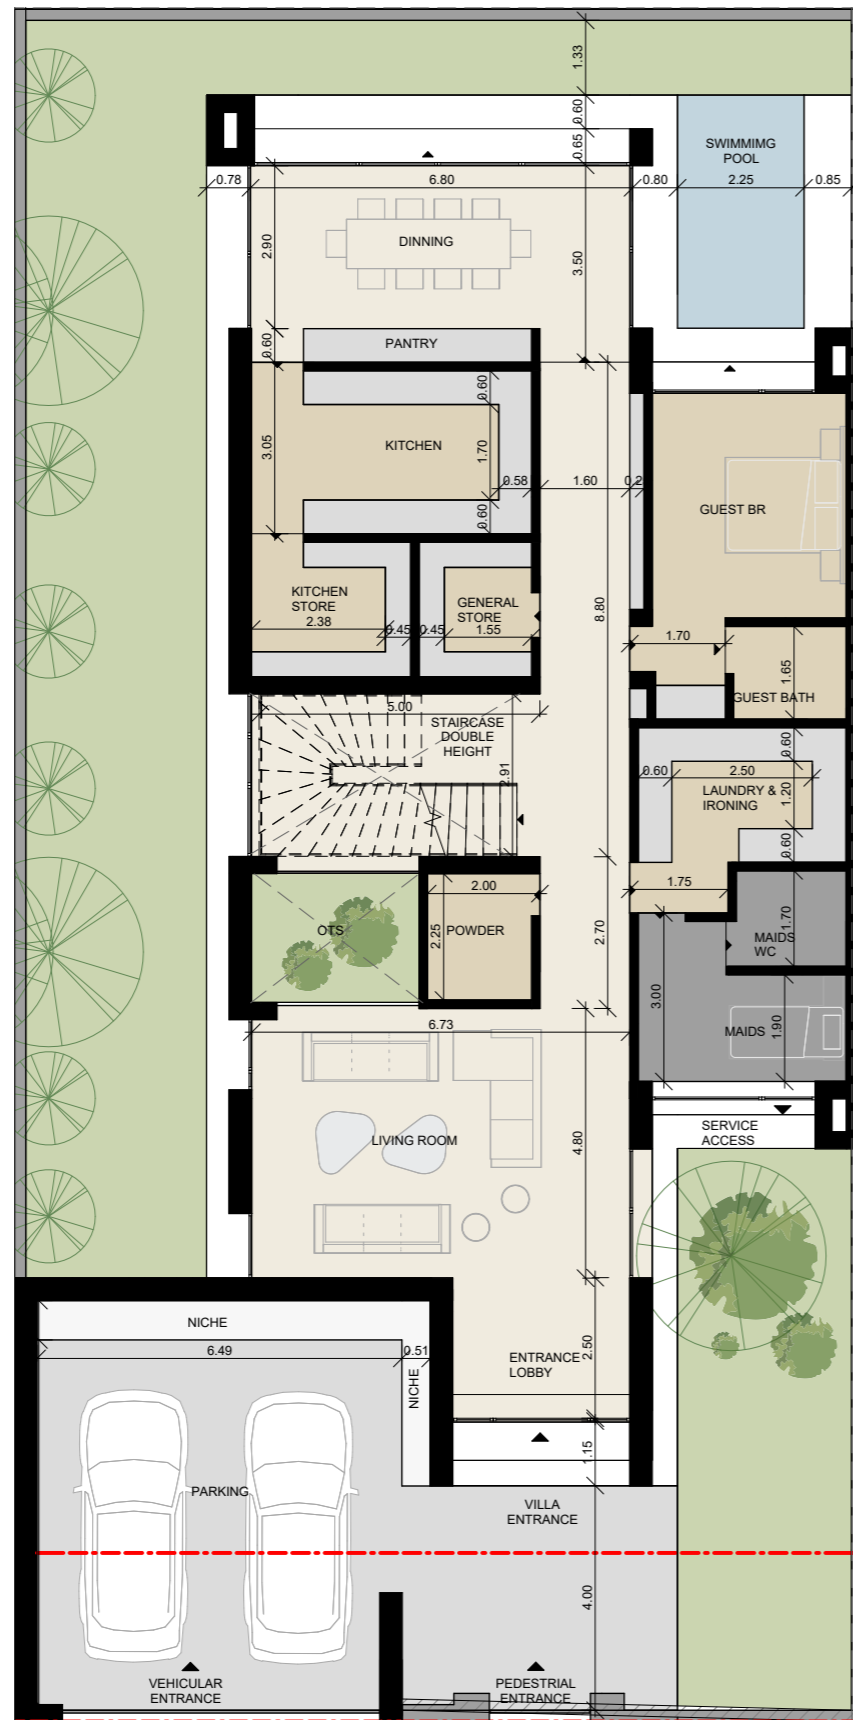 1.33
0.60
0.65
SWIMMIMG
POOL
0.78
6.80
0.80
2.25
0.85
2.90
DINNING
3.50
0.60
PANTRY
0.60
3.05
KITCHEN
1.70
0.58
1.60
0.2
GUEST BR
0.60
KITCHEN
STORE
2.38
0.45
0.45
GENERAL
STORE
1.55
8.80
1.70
1.65
GUEST BATH
5.00
STAIRCASE
DOUBLE
HEIGHT
2.91
0.60
0.60
2.50
LAUNDRY &
IRONING
1.20
0.60
2.00
1.75
OTS
2.25
POWDER
2.70
1.70
MAIDS
WC
3.00
MAIDS
1.90
6.73
SERVICE
ACCESS
LIVING ROOM
4.80
NICHE
6.49
0.51
NICHE
ENTRANCE
LOBBY
2.50
1.15
PARKING
VILLA
ENTRANCE
4.00
VEHICULAR
ENTRANCE
PEDESTRIAL
ENTRANCE